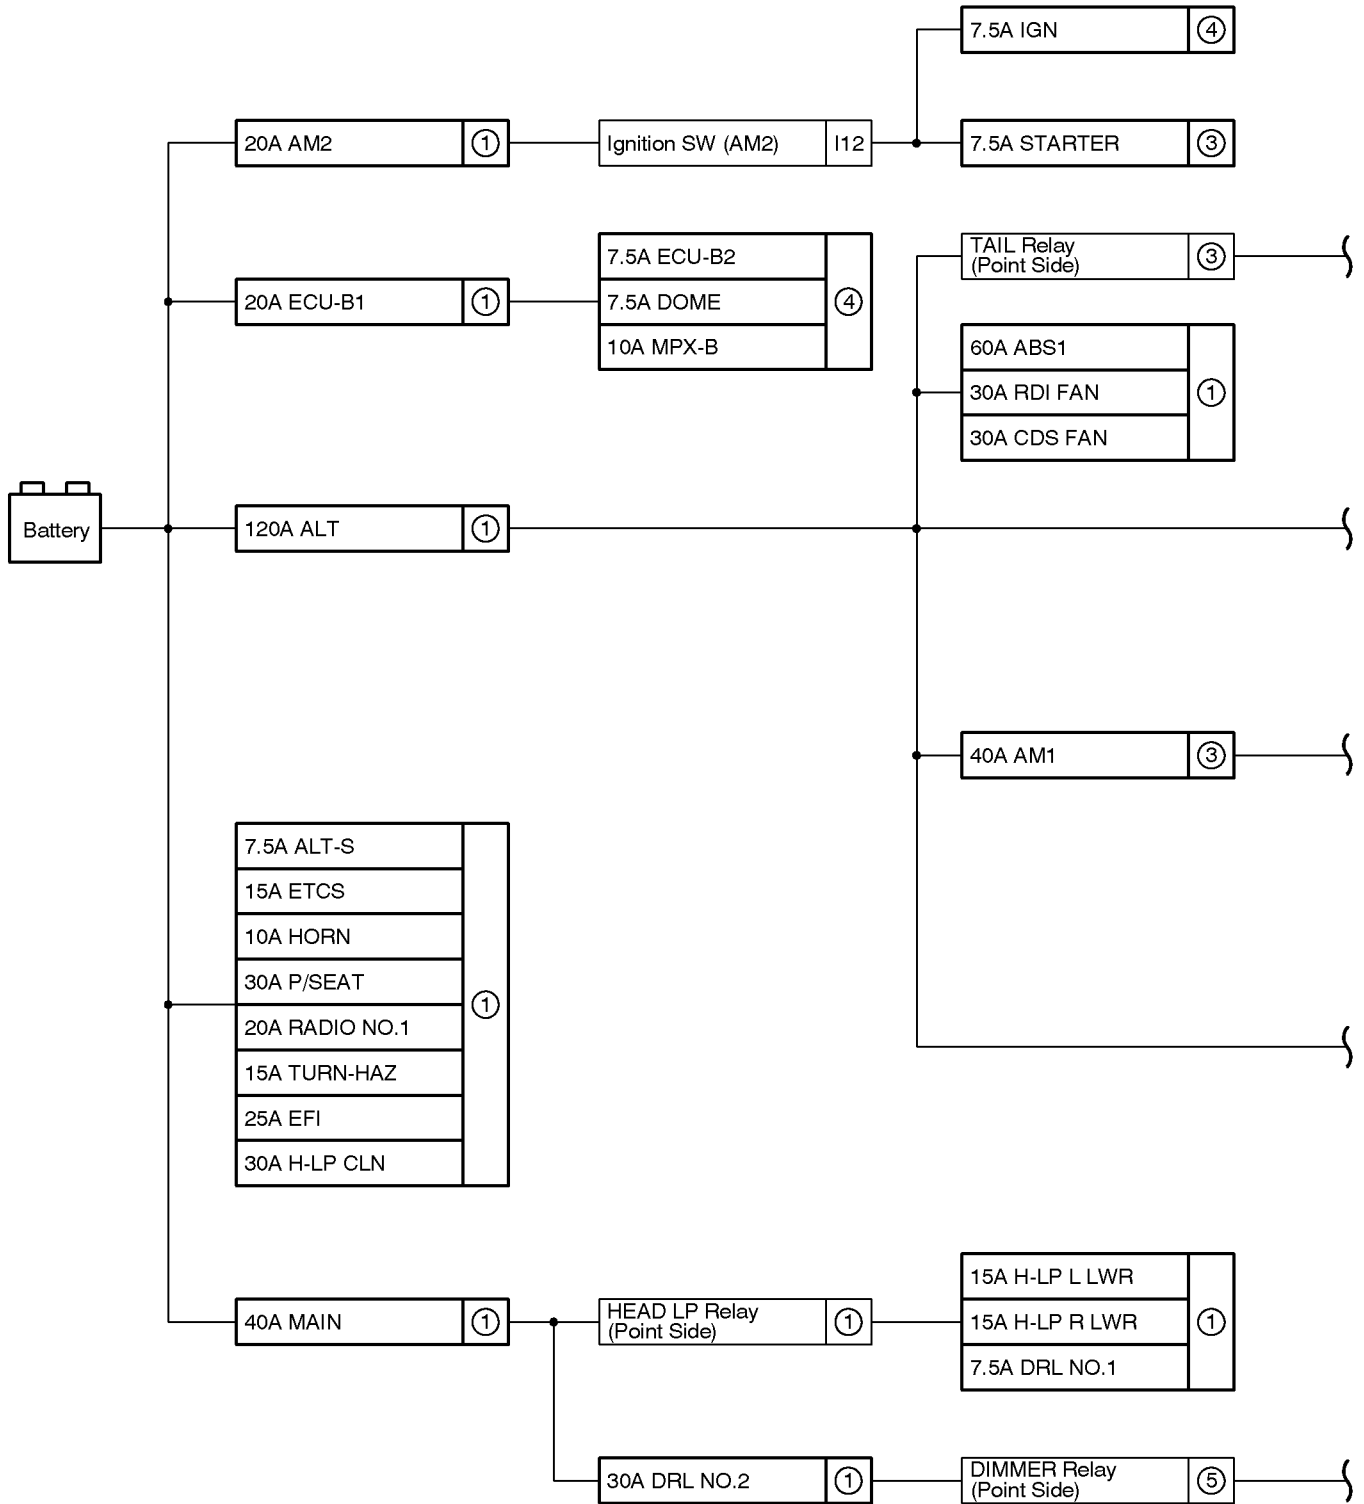 7.5A IGN ④
20A AM2 ① Ignition SW (AM2) I12 7.5A STARTER ③
7.5A ECU-B2
TAIL Relay
(Point Side) ③
20A ECU-B1 ① 7.5A DOME ④
10A MPX-B
60A ABS1
30A RDI FAN ①
30A CDS FAN
Battery 120A ALT ①
40A AM1 ③
7.5A ALT-S
15A ETCS
10A HORN
30A P/SEAT
①
20A RADIO NO.1
15A TURN-HAZ
25A EFI
30A H-LP CLN
15A H-LP L LWR
40A MAIN ① HEAD LP Relay
(Point Side) ① 15A H-LP R LWR ①
7.5A DRL NO.1
30A DRL NO.2 ① DIMMER Relay
(Point Side) ⑤